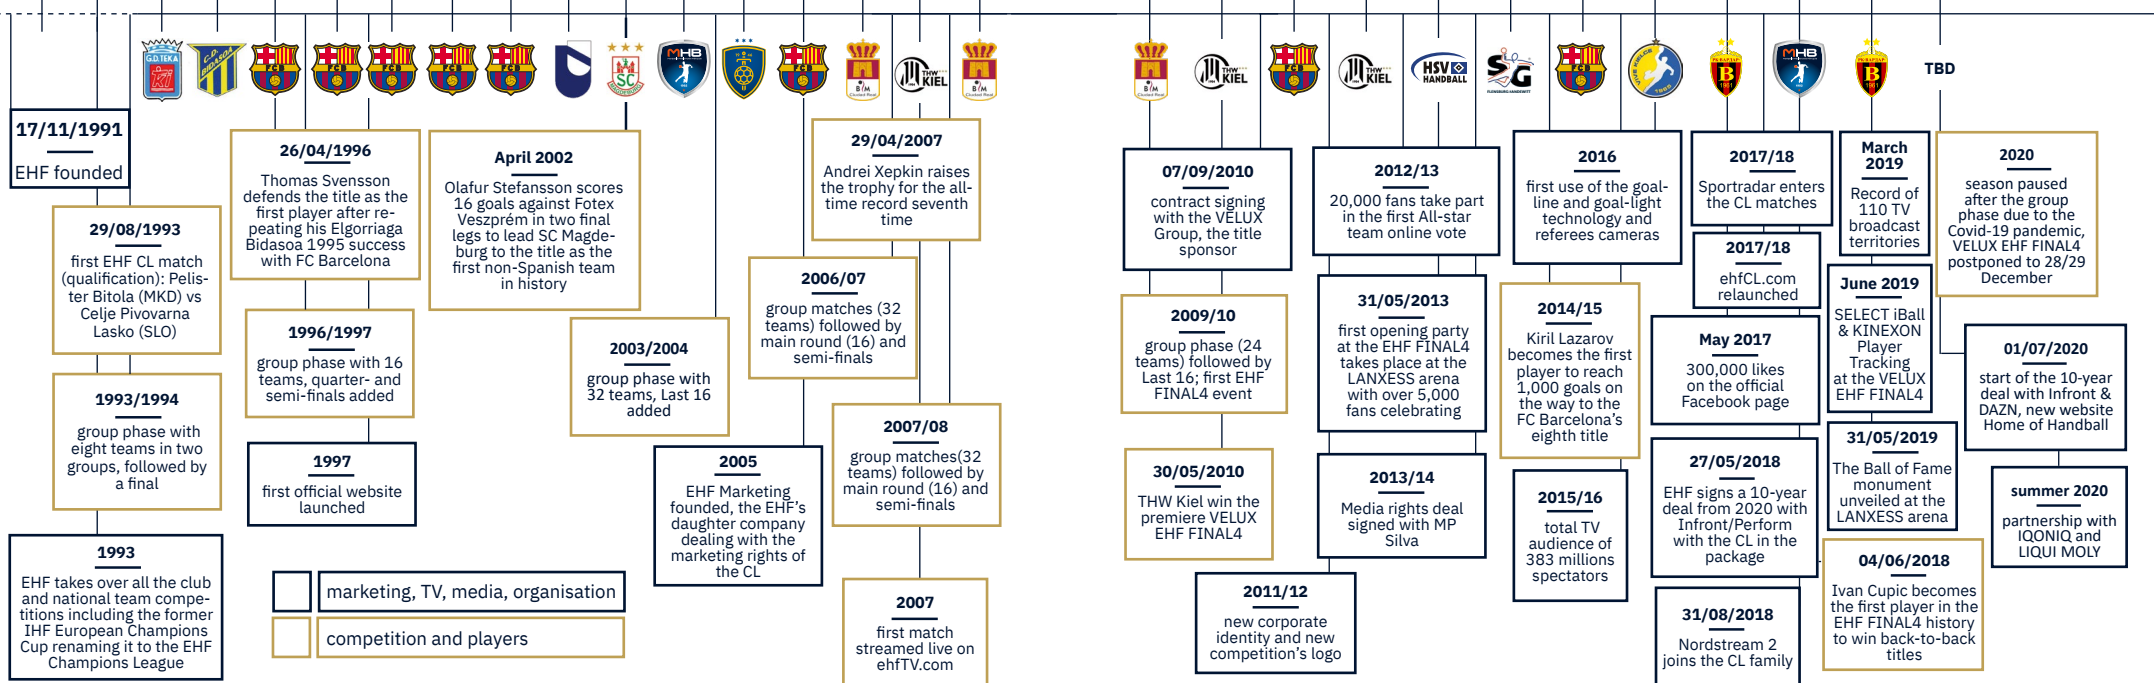 G.D.TEKA
C.D.
BIDASOA
FCB
FCB
FCB
FCB
FCB
SC
MAGDEBURG
MHB
FCB
BM
Ciudad Real
THW
KIEL
BM
Ciudad Real
BM
Ciudad Real
THW
KIEL
FCB
THW
KIEL
HSV
HANDBALL
SG
FLENSBURG-HANDEWITT
FCB
B
1961
MHB
B
1961
TBD
17/11/1991
EHF founded
29/08/1993
first EHF CL match
(qualification): Pelis-
ter Bitola (MKD) vs
Celje Pivovarna
Lasko (SLO)
1993/1994
group phase with
eight teams in two
groups, followed by
a final
1993
EHF takes over all the club
and national team compe-
titions including the former
IHF European Champions
Cup renaming it to the EHF
Champions League
26/04/1996
Thomas Svensson
defends the title as the
first player after re-
peating his Elgorriaga
Bidasoa 1995 success
with FC Barcelona
1996/1997
group phase with 16
teams, quarter- and
semi-finals added
1997
first official website
launched
marketing, TV, media, organisation
competition and players
April 2002
Olafur Stefansson scores
16 goals against Fotex
Veszprém in two final
legs to lead SC Magde-
burg to the title as the
first non-Spanish team
in history
2003/2004
group phase with
32 teams, Last 16
added
2005
EHF Marketing
founded, the EHF's
daughter company
dealing with the
marketing rights of
the CL
29/04/2007
Andrei Xepkin raises
the trophy for the all-
time record seventh
time
2006/07
group matches (32
teams) followed by
main round (16) and
semi-finals
2007/08
group matches(32
teams) followed by
main round (16) and
semi-finals
2007
first match
streamed live on
ehfTV.com
07/09/2010
contract signing
with the VELUX
Group, the title
sponsor
2009/10
group phase (24
teams) followed by
Last 16; first EHF
FINAL4 event
30/05/2010
THW Kiel win the
premiere VELUX
EHF FINAL4
2011/12
new corporate
identity and new
competition's logo
2012/13
20,000 fans take part
in the first All-star
team online vote
31/05/2013
first opening party
at the EHF FINAL4
takes place at the
LANXESS arena
with over 5,000
fans celebrating
2013/14
Media rights deal
signed with MP
Silva
2016
first use of the goal-
line and goal-light
technology and
referees cameras
2014/15
Kiril Lazarov
becomes the first
player to reach
1,000 goals on
the way to the
FC Barcelona's
eighth title
2015/16
total TV
audience of
383 millions
spectators
2017/18
Sportradar enters
the CL matches
2017/18
ehfCL.com
relaunched
May 2017
300,000 likes
on the official
Facebook page
27/05/2018
EHF signs a 10-year
deal from 2020 with
Infront/Perform
with the CL in the
package
31/08/2018
Nordstream 2
joins the CL family
March
2019
Record of
110 TV
broadcast
territories
June 2019
SELECT iBall
& KINEXON
Player
Tracking
at the VELUX
EHF FINAL4
31/05/2019
The Ball of Fame
monument
unveiled at the
LANXESS arena
04/06/2018
Ivan Cupic becomes
the first player in the
EHF FINAL4 history
to win back-to-back
titles
2020
season paused
after the group
phase due to the
Covid-19 pandemic,
VELUX EHF FINAL4
postponed to 28/29
December
01/07/2020
start of the 10-year
deal with Infront &
DAZN, new website
Home of Handball
summer 2020
partnership with
IQONIQ and
LIQUI MOLY